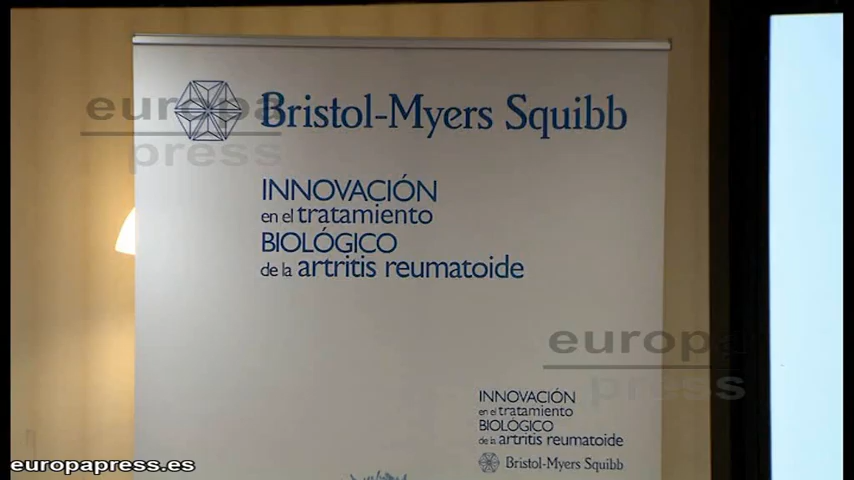 europa
press
Bristol-Myers Squibb
INNOVACIÓN
en el tratamiento
BIOLÓGICO
de la artritis reumatoide
europa
press
INNOVACIÓN
en el tratamiento
BIOLÓGICO
de la artritis reumatoide
Bristol-Myers Squibb
europapress.es